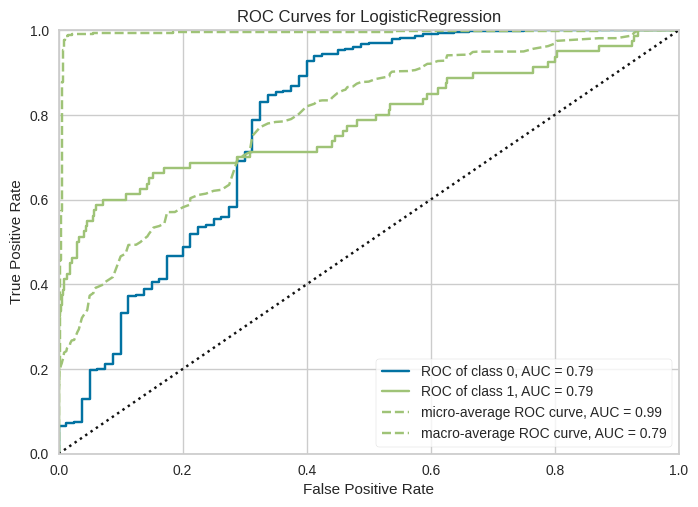 ROC Curves for LogisticRegression
True Positive Rate
1.0
0.8
0.6
0.4
0.2
0.0
ROC of class 0, AUC = 0.79
ROC of class 1, AUC = 0.79
micro-average ROC curve, AUC = 0.99
macro-average ROC curve, AUC = 0.79
0.0 0.2 0.4 0.6 0.8 1.0
False Positive Rate